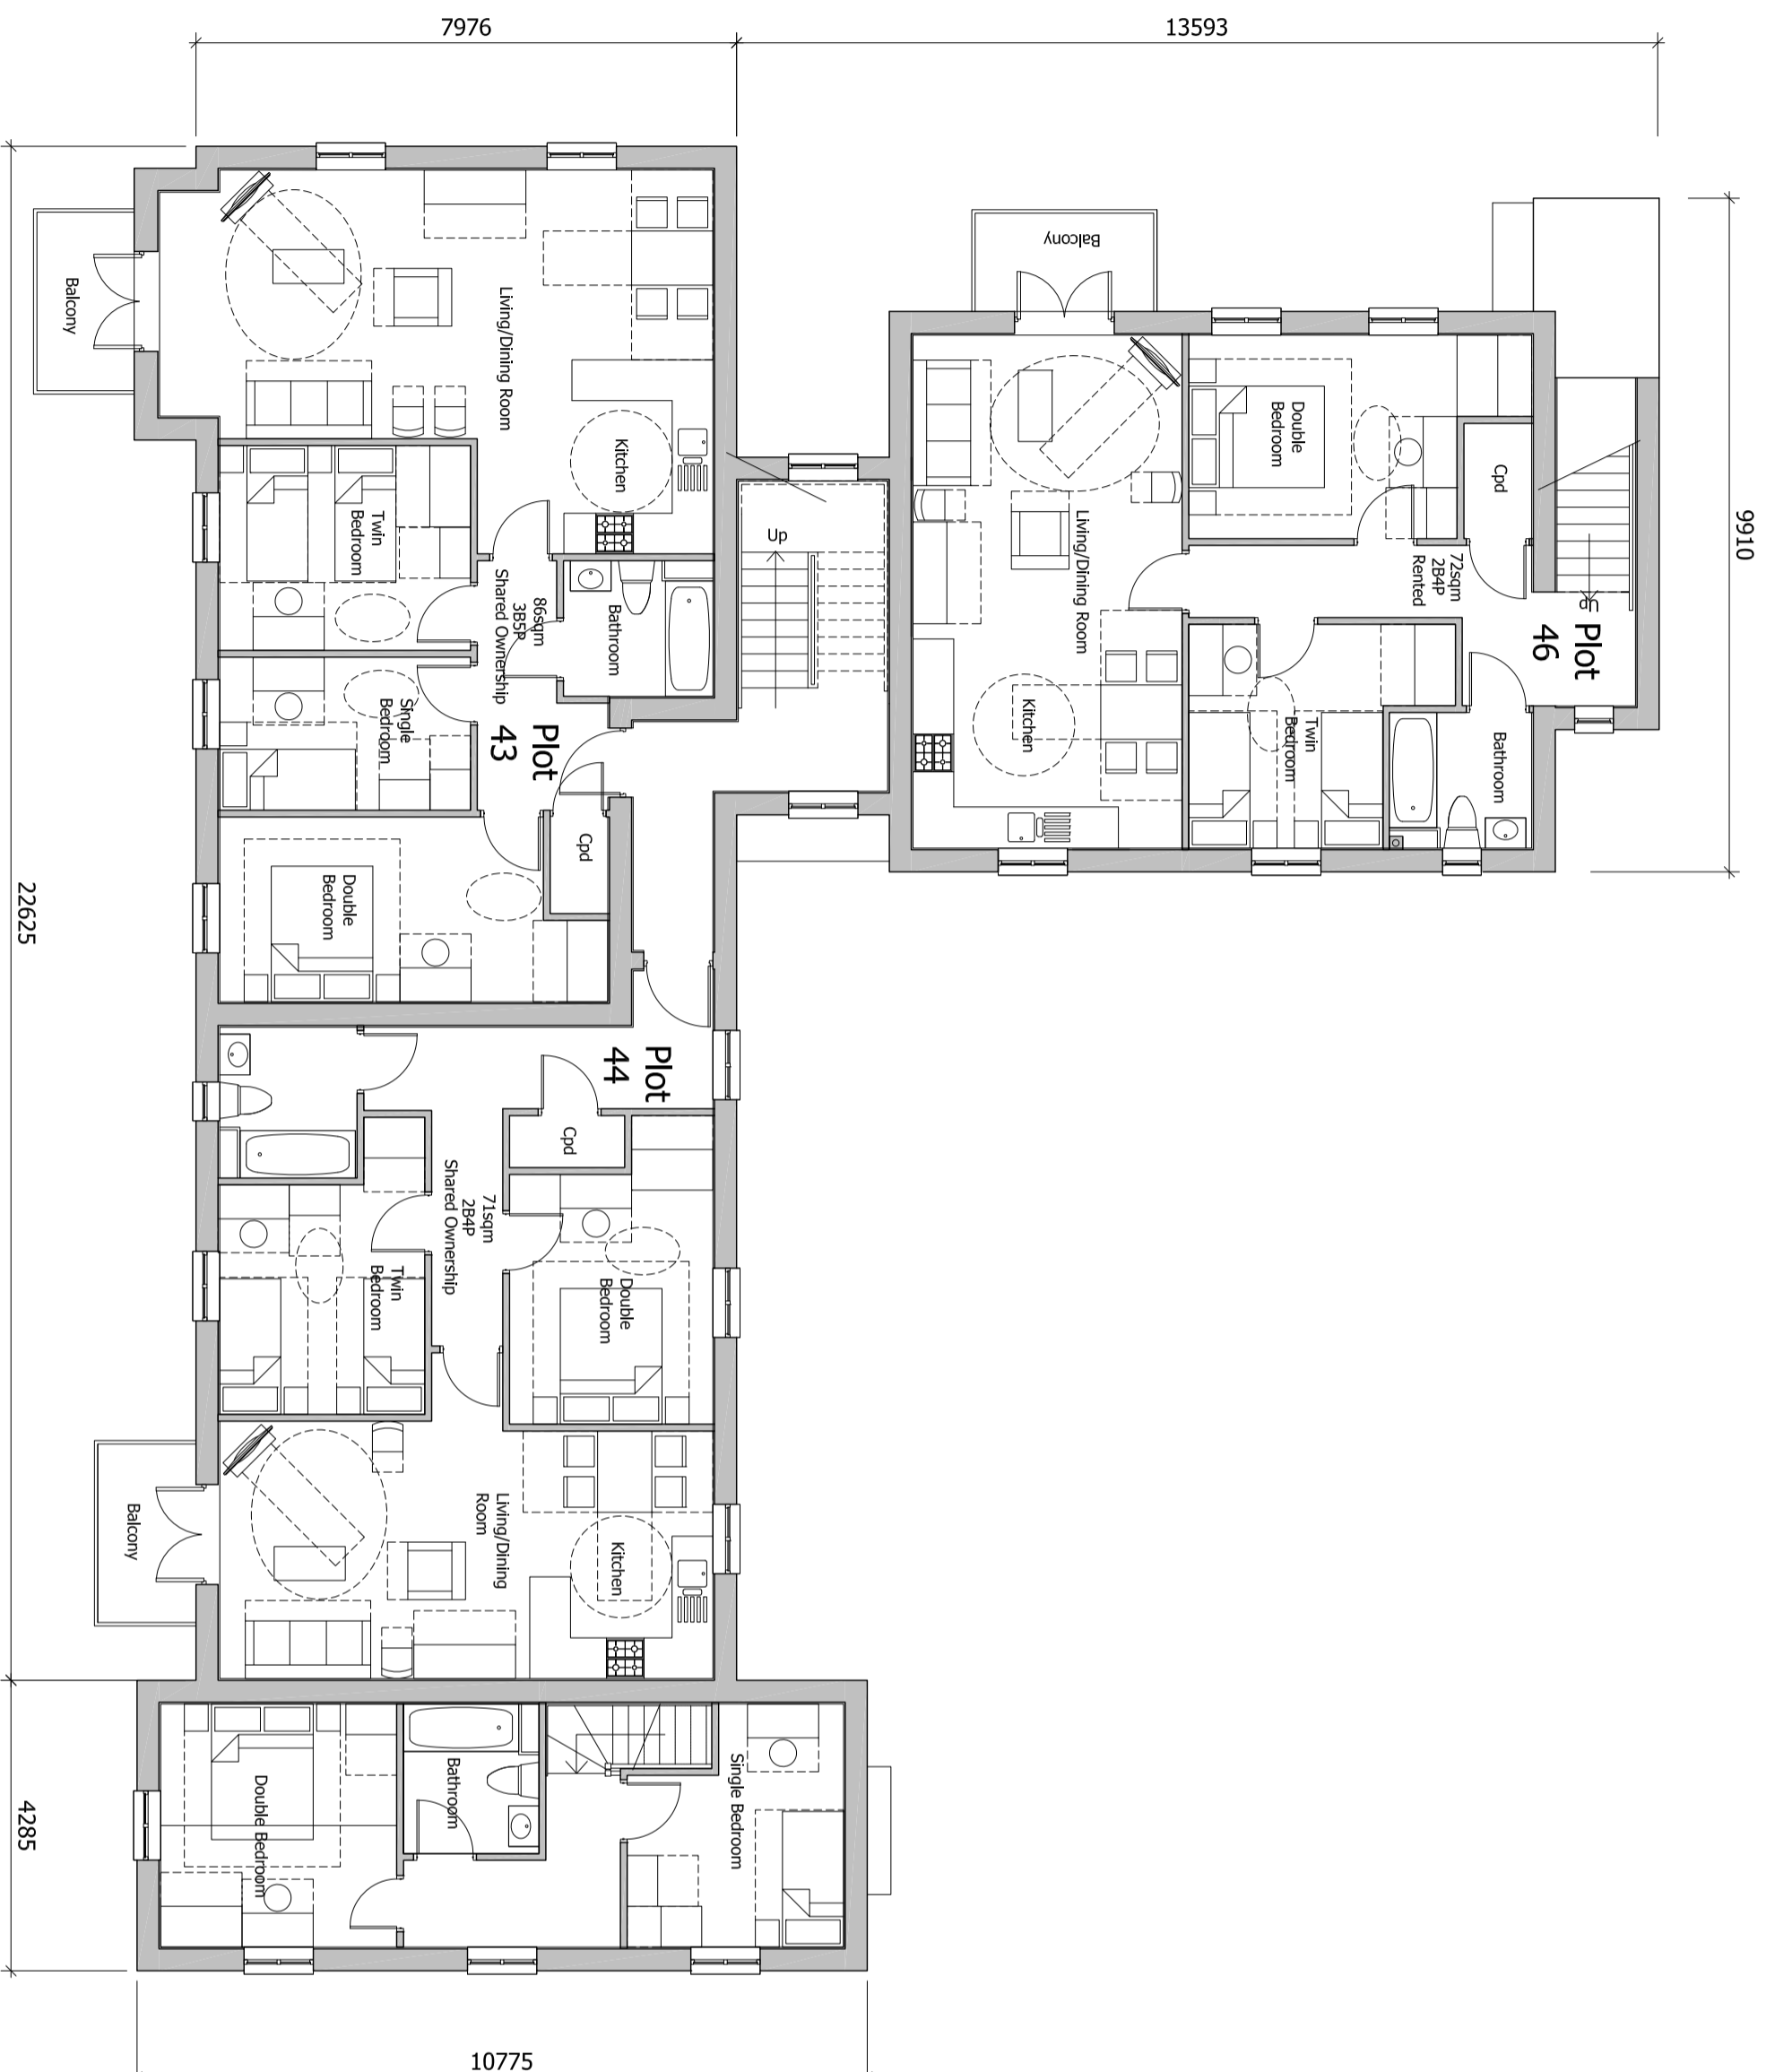 7976
13593
9910
22625
4285
10775
Balcony
Living/Dining Room
Kitchen
Twin
Bedroom
86sqm
3B5P
Shared Ownership
Bathroom
Single
Bedroom
Plot
43
Cpd
Double
Bedroom
Up
Balcony
Living/Dining Room
Kitchen
Double
Bedroom
Cpd
72sqm
2B4P
Rented
Up
Plot
46
Twin
Bedroom
Bathroom
Plot
44
Cpd
71sqm
2B4P
Shared Ownership
Twin
Bedroom
Double
Bedroom
Living/Dining
Room
Kitchen
Balcony
Single Bedroom
Bathroom
Double Bedroom